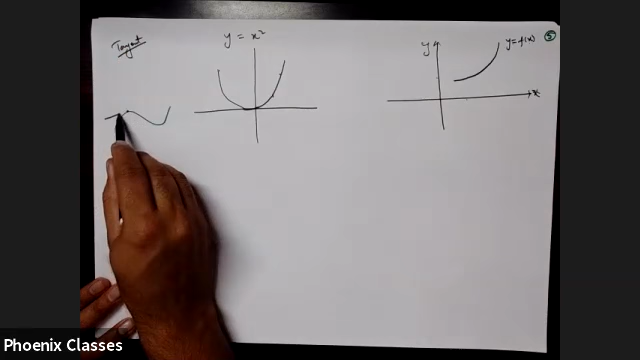 Tangent
y = x²
y
y=f(x)
5
x
Phoenix Classes